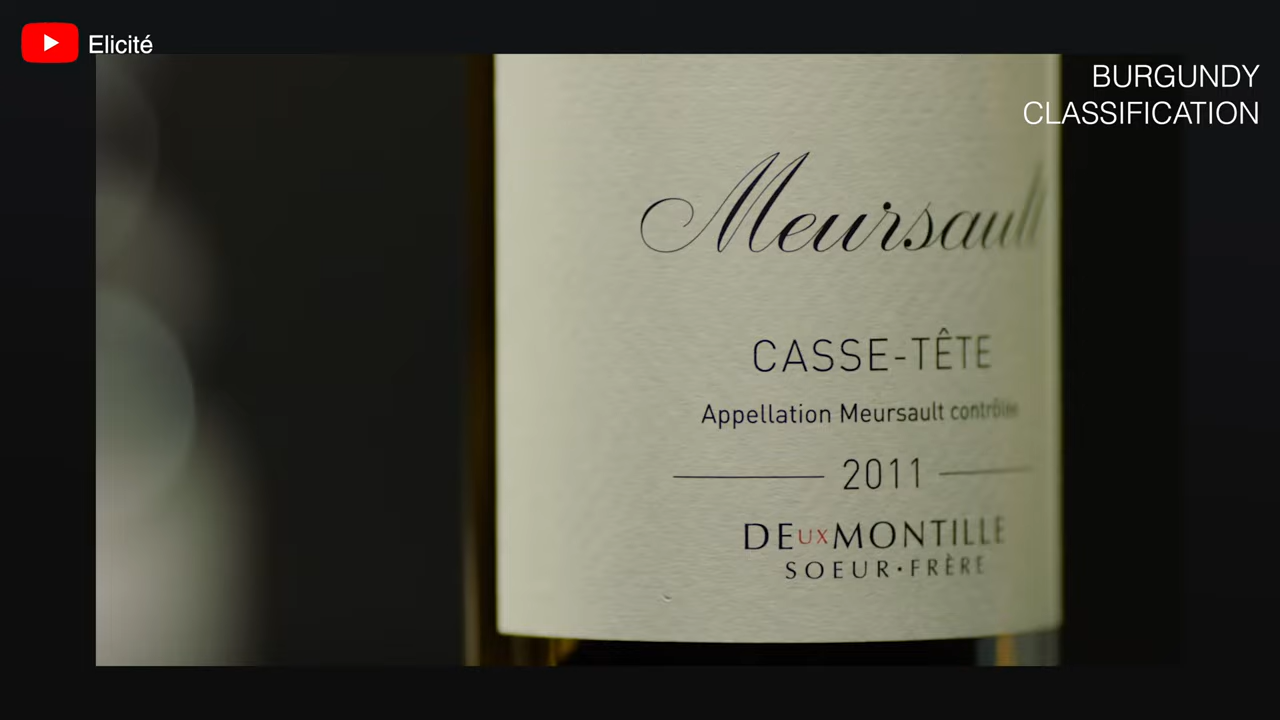 Elicité
BURGUNDY
CLASSIFICATION
Meursault
CASSE-TÊTE
Appellation Meursault contrôlée
2011
DEUXMONTILLE
SOEUR·FRÈRE